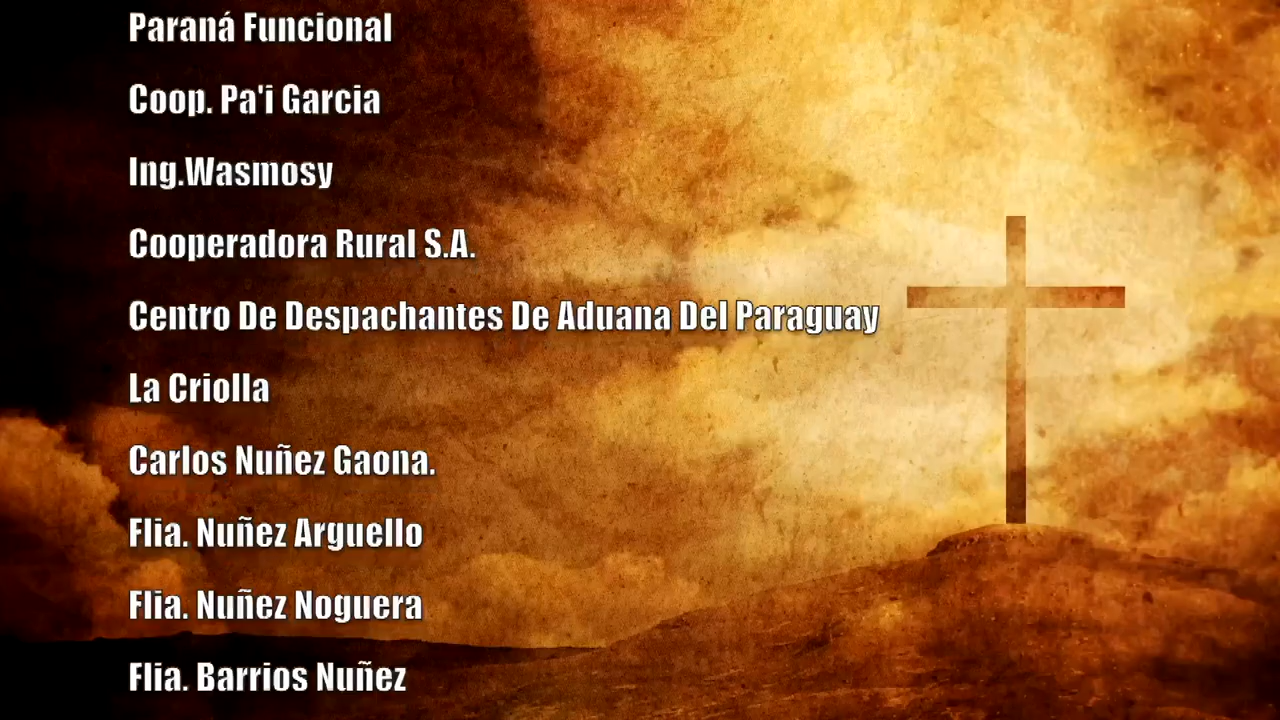 Paraná Funcional
Coop. Pa'i Garcia
Ing.Wasmosy
Cooperadora Rural S.A.
Centro De Despachantes De Aduana Del Paraguay
La Criolla
Carlos Nuñez Gaona.
Flia. Nuñez Arguello
Flia. Nuñez Noguera
Flia. Barrios Nuñez